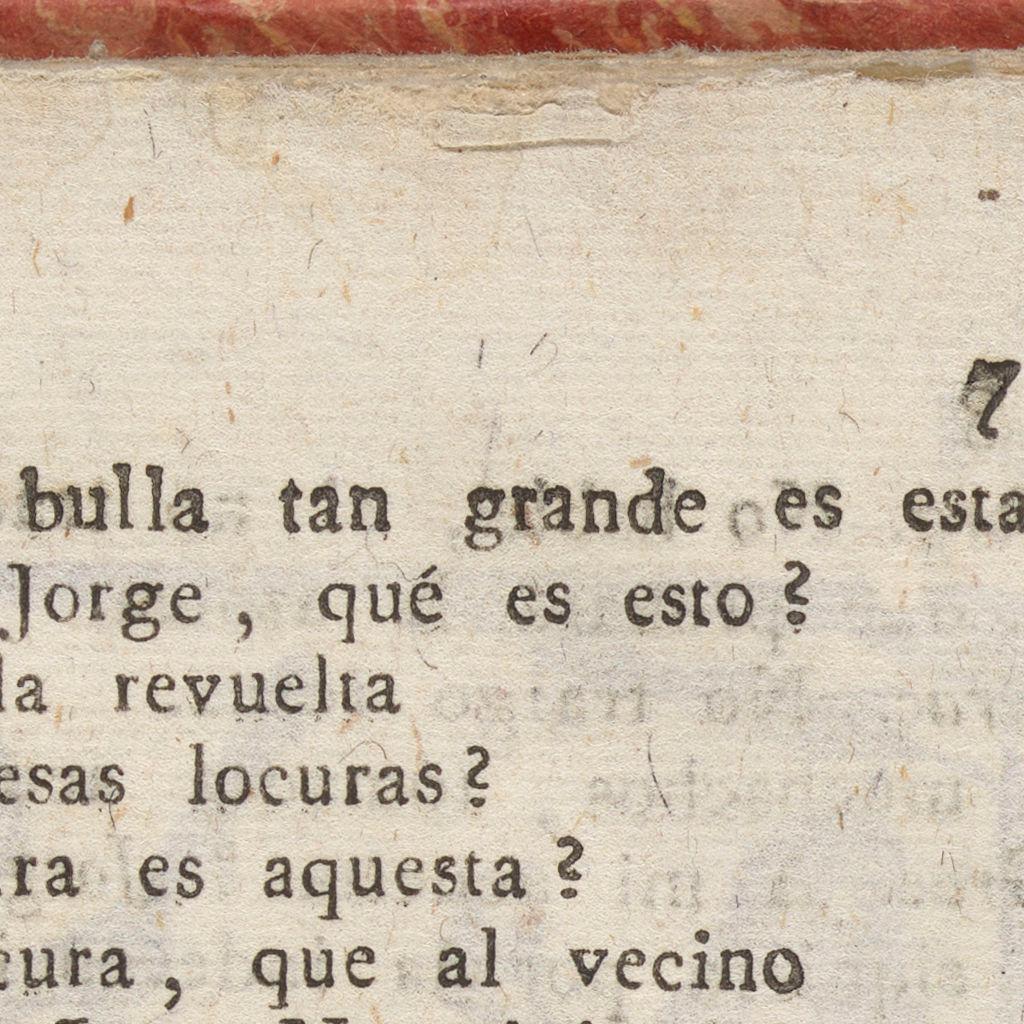 7
bulla tan grande es esta
Jorge, qué es esto?
la revuelta
esas locuras?
ra es aquesta?
cura, que al vecino